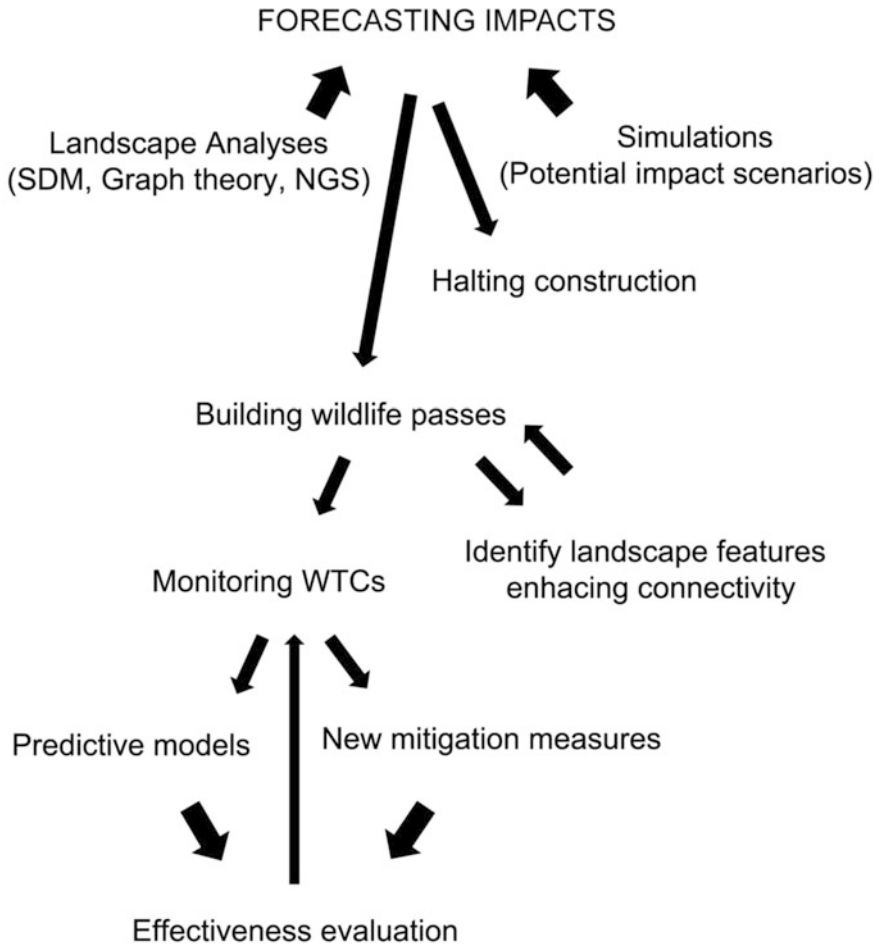 FORECASTING IMPACTS
Landscape Analyses
(SDM, Graph theory, NGS)
Simulations
(Potential impact scenarios)
Halting construction
Building wildlife passes
Identify landscape features
enhacing connectivity
Monitoring WTCs
Predictive models
New mitigation measures
Effectiveness evaluation